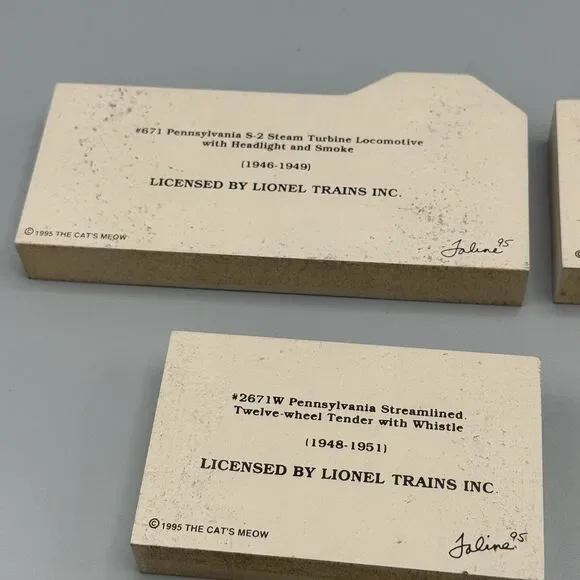 #671 Pennsylvania S-2 Steam Turbine Locomotive
with Headlight and Smoke
(1946-1949)
LICENSED BY LIONEL TRAINS INC.
© 1995 THE CAT'S MEOW
Faline 95
©
#2671W Pennsylvania Streamlined
Twelve-wheel Tender with Whistle
(1948-1951)
LICENSED BY LIONEL TRAINS INC
© 1995 THE CAT'S MEOW
Faline 95